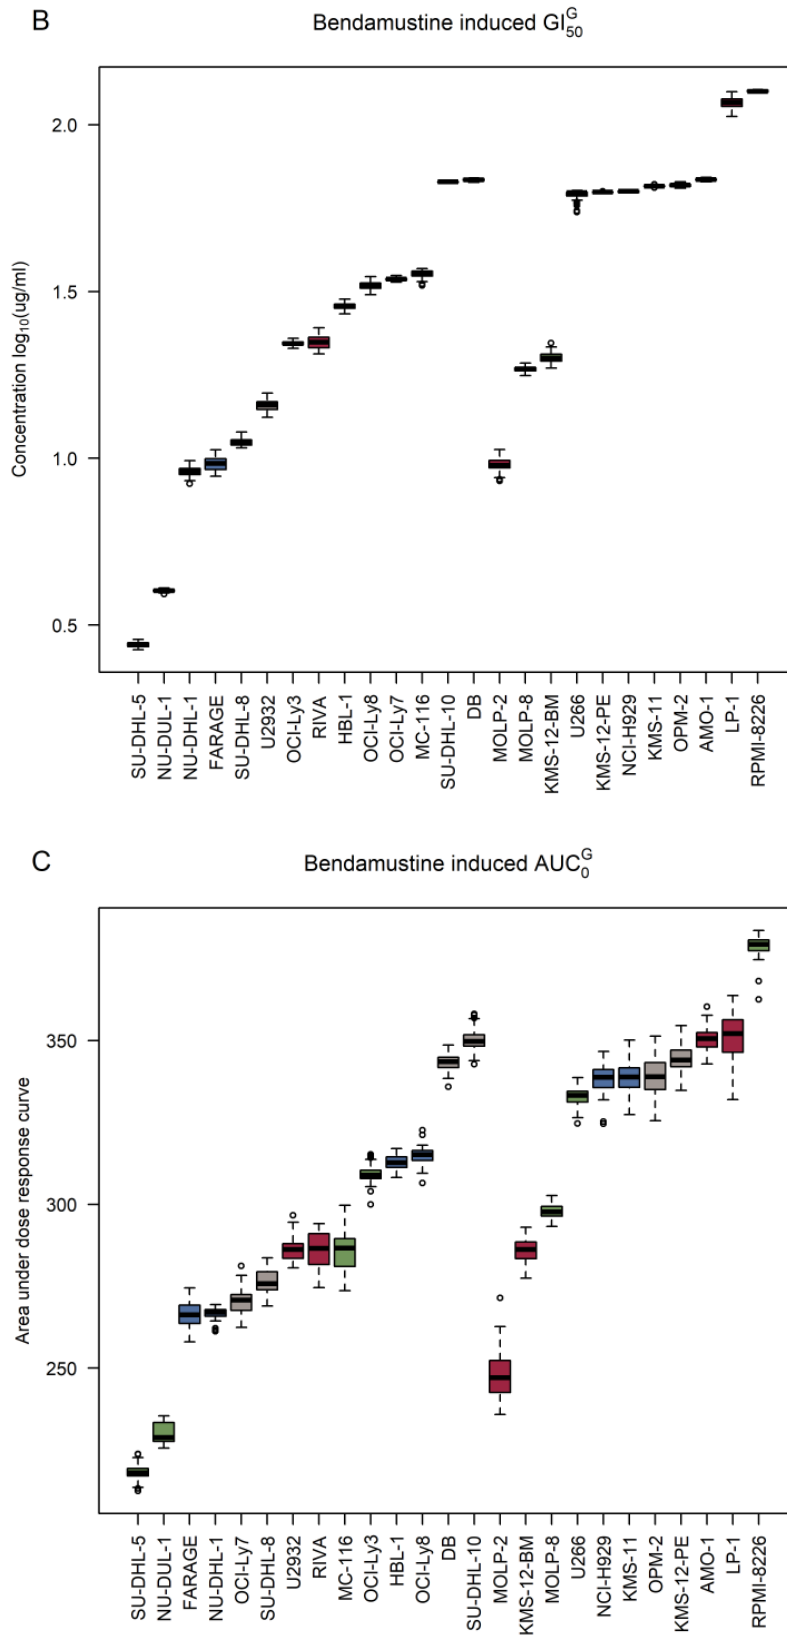 B
Bendamustine induced GI50^G
Concentration log10(ug/ml)
2.0
1.5
1.0
0.5
SU-DHL-5
NU-DUL-1
NU-DHL-1
FARAGE
SU-DHL-8
U2932
OCI-Ly3
RIVA
HBL-1
OCI-Ly8
OCI-Ly7
MC-116
SU-DHL-10
DB
MOLP-2
MOLP-8
KMS-12-BM
U266
KMS-12-PE
NCI-H929
KMS-11
OPM-2
AMO-1
LP-1
RPMI-8226
C
Bendamustine induced AUC0^G
Area under dose response curve
350
300
250
SU-DHL-5
NU-DUL-1
FARAGE
NU-DHL-1
OCI-Ly7
SU-DHL-8
U2932
RIVA
MC-116
OCI-Ly3
HBL-1
OCI-Ly8
DB
SU-DHL-10
MOLP-2
KMS-12-BM
MOLP-8
U266
NCI-H929
KMS-11
OPM-2
KMS-12-PE
AMO-1
LP-1
RPMI-8226